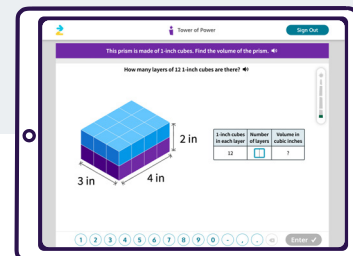 Tower of Power
Sign Out
This prism is made of 1-inch cubes. Find the volume of the prism.
How many layers of 12 1-inch cubes are there?
2 in
3 in
4 in
1-inch cubes in each layer
Number of layers
Volume in cubic inches
12
?
1 2 3 4 5 6 7 8 9 0 - , .
Enter ✓